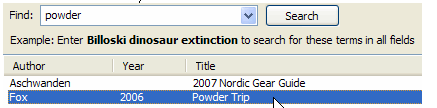 Find: powder Search
Example: Enter Billoski dinosaur extinction to search for these terms in all fields
Author Year Title
Aschwanden 2007 Nordic Gear Guide
Fox 2006 Powder Trip